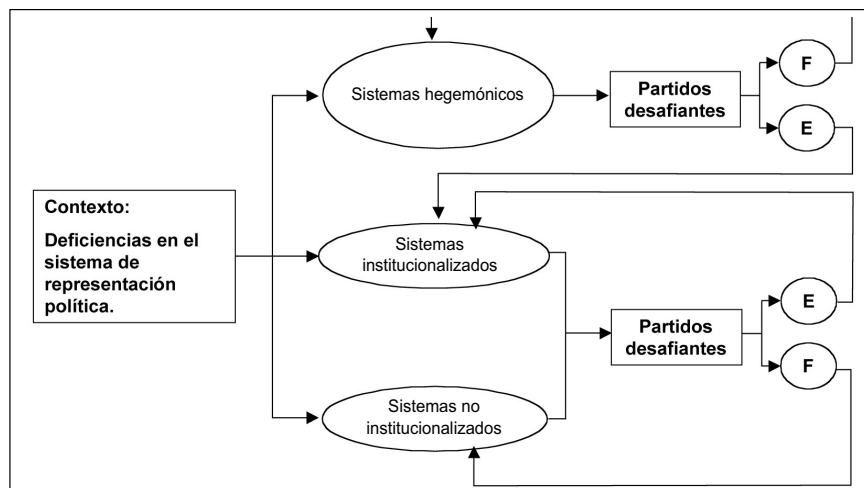 Sistemas hegemónicos
Partidos
desafiantes
F
E
Contexto:
Deficiencias en el
sistema de
representación
política.
Sistemas
institucionalizados
Partidos
desafiantes
E
F
Sistemas no
institucionalizados